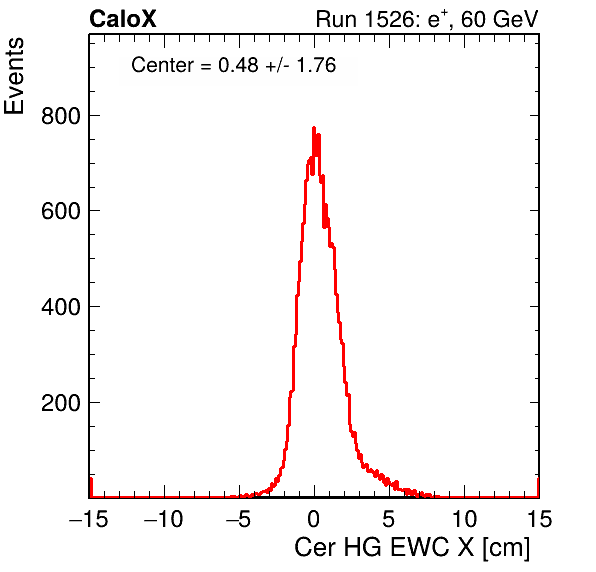 CaloX
Run 1526: e+, 60 GeV
Center = 0.48 +/- 1.76
Events
800
600
400
200
−15 −10 −5 0 5 10 15
Cer HG EWC X [cm]